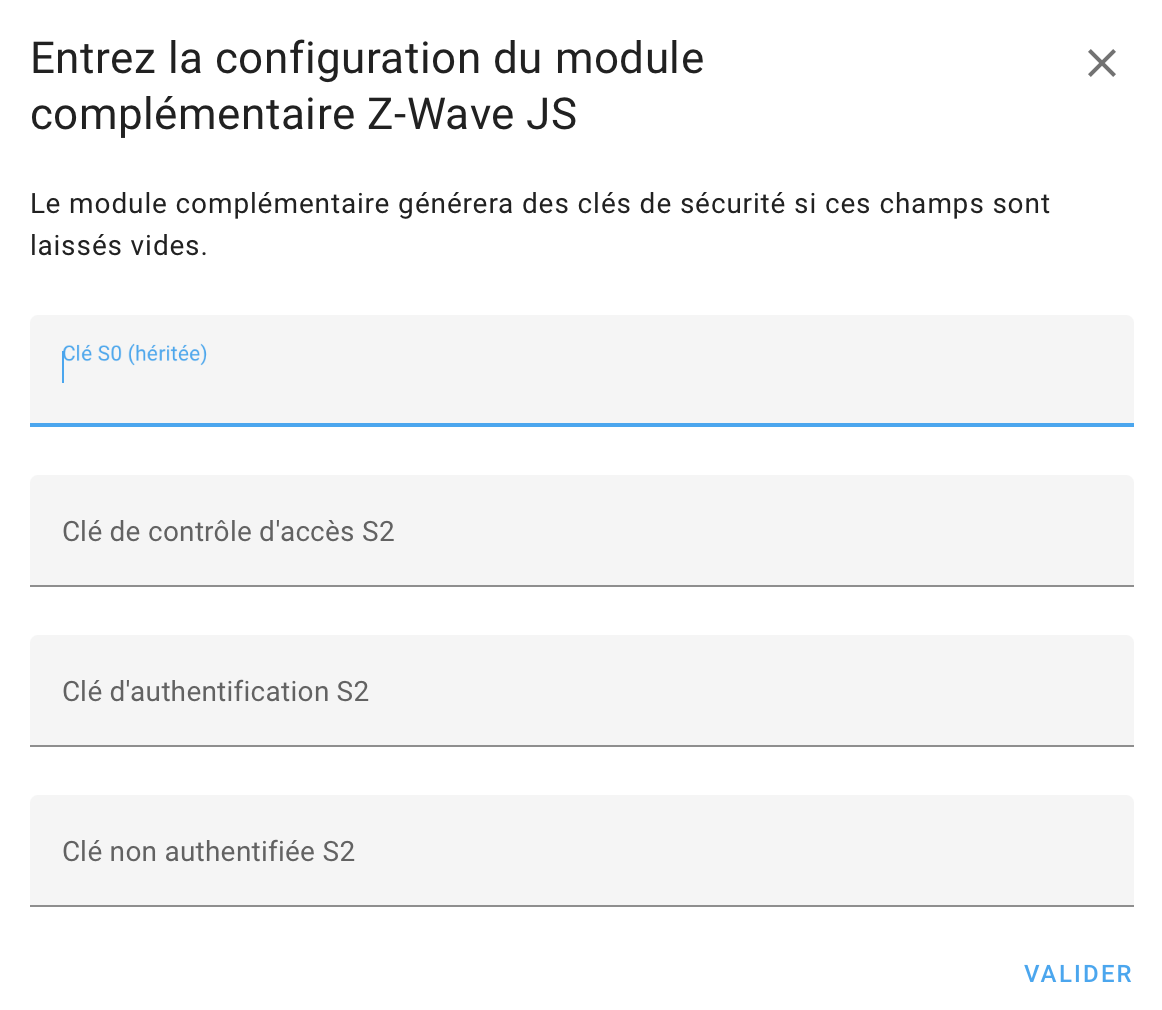 Entrez la configuration du module
complémentaire Z-Wave JS
Le module complémentaire générera des clés de sécurité si ces champs sont
laissés vides.
Clé S0 (héritée)
Clé de contrôle d'accès S2
Clé d'authentification S2
Clé non authentifiée S2
VALIDER